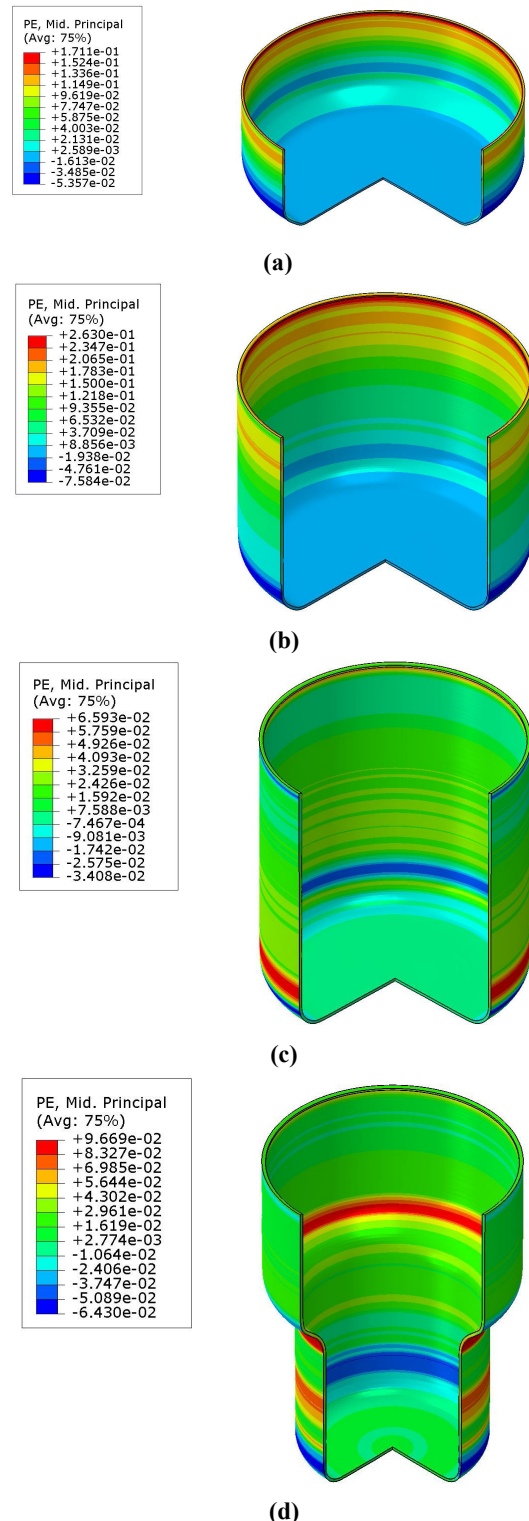 PE, Mid. Principal
(Avg: 75%)
+1.711e-01
+1.524e-01
+1.336e-01
+1.149e-01
+9.619e-02
+7.747e-02
+5.875e-02
+4.003e-02
+2.131e-02
+2.589e-03
-1.613e-02
-3.485e-02
-5.357e-02
(a)
PE, Mid. Principal
(Avg: 75%)
+2.630e-01
+2.347e-01
+2.065e-01
+1.783e-01
+1.500e-01
+1.218e-01
+9.355e-02
+6.532e-02
+3.709e-02
+8.856e-03
-1.938e-02
-4.761e-02
-7.584e-02
(b)
PE, Mid. Principal
(Avg: 75%)
+6.593e-02
+5.759e-02
+4.926e-02
+4.093e-02
+3.259e-02
+2.426e-02
+1.592e-02
+7.588e-03
-7.467e-04
-9.081e-03
-1.742e-02
-2.575e-02
-3.408e-02
(c)
PE, Mid. Principal
(Avg: 75%)
+9.669e-02
+8.327e-02
+6.985e-02
+5.644e-02
+4.302e-02
+2.961e-02
+1.619e-02
+2.774e-03
-1.064e-02
-2.406e-02
-3.747e-02
-5.089e-02
-6.430e-02
(d)